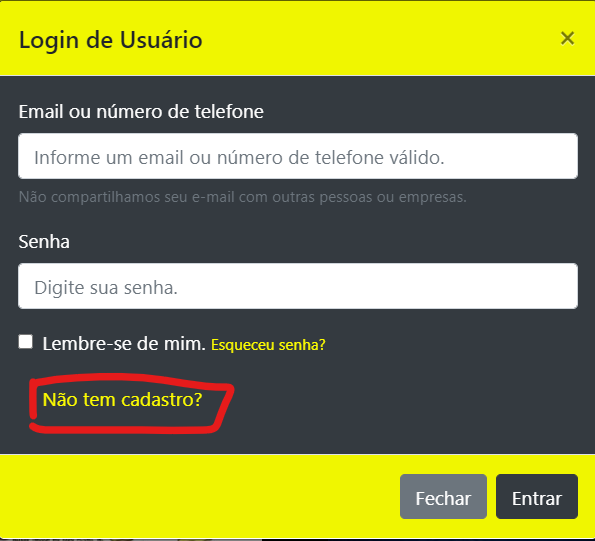 Login de Usuário ×
Email ou número de telefone
Informe um email ou número de telefone válido.
Não compartilhamos seu e-mail com outras pessoas ou empresas.
Senha
Digite sua senha.
Lembre-se de mim. Esqueceu senha?
Não tem cadastro?
Fechar Entrar